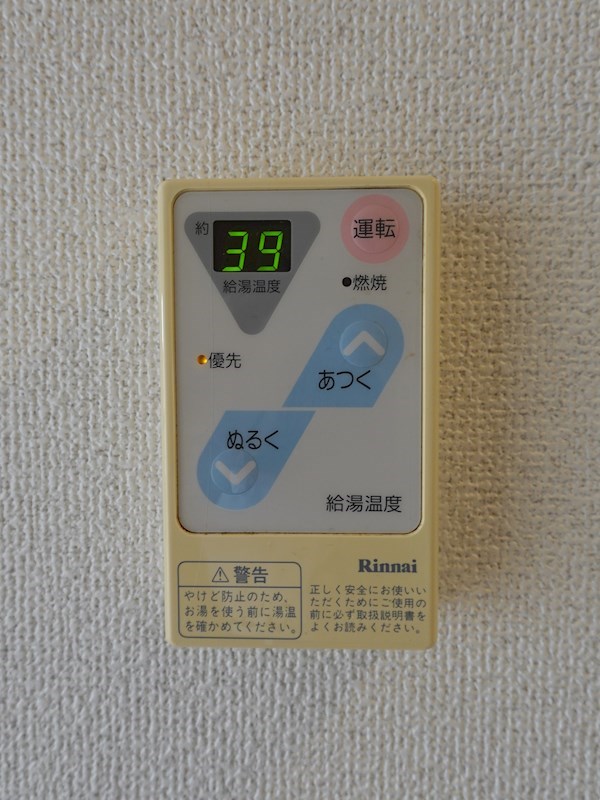 約
39
給湯温度
運転
燃焼
優先
あつく
ぬるく
給湯温度
Rinnai
⚠警告
やけど防止のため、
お湯を使う前に湯温
を確かめてください。
正しく安全にお使いい
ただくためにご使用の
前に必ず取扱説明書を
よくお読みください。